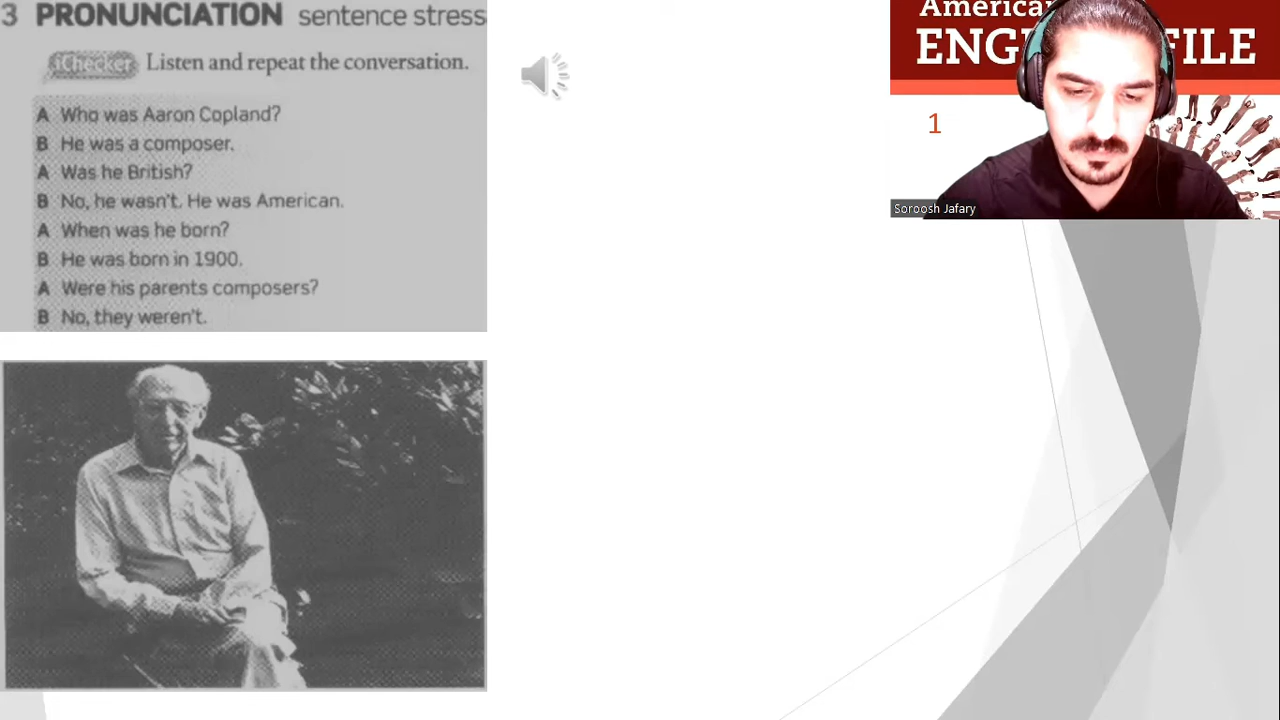 3 PRONUNCIATION sentence stress
iChecker Listen and repeat the conversation.
A Who was Aaron Copland?
B He was a composer.
A Was he British?
B No, he wasn't. He was American.
A When was he born?
B He was born in 1900.
A Were his parents composers?
B No, they weren't.
American
ENG FILE
1
Soroosh Jafary